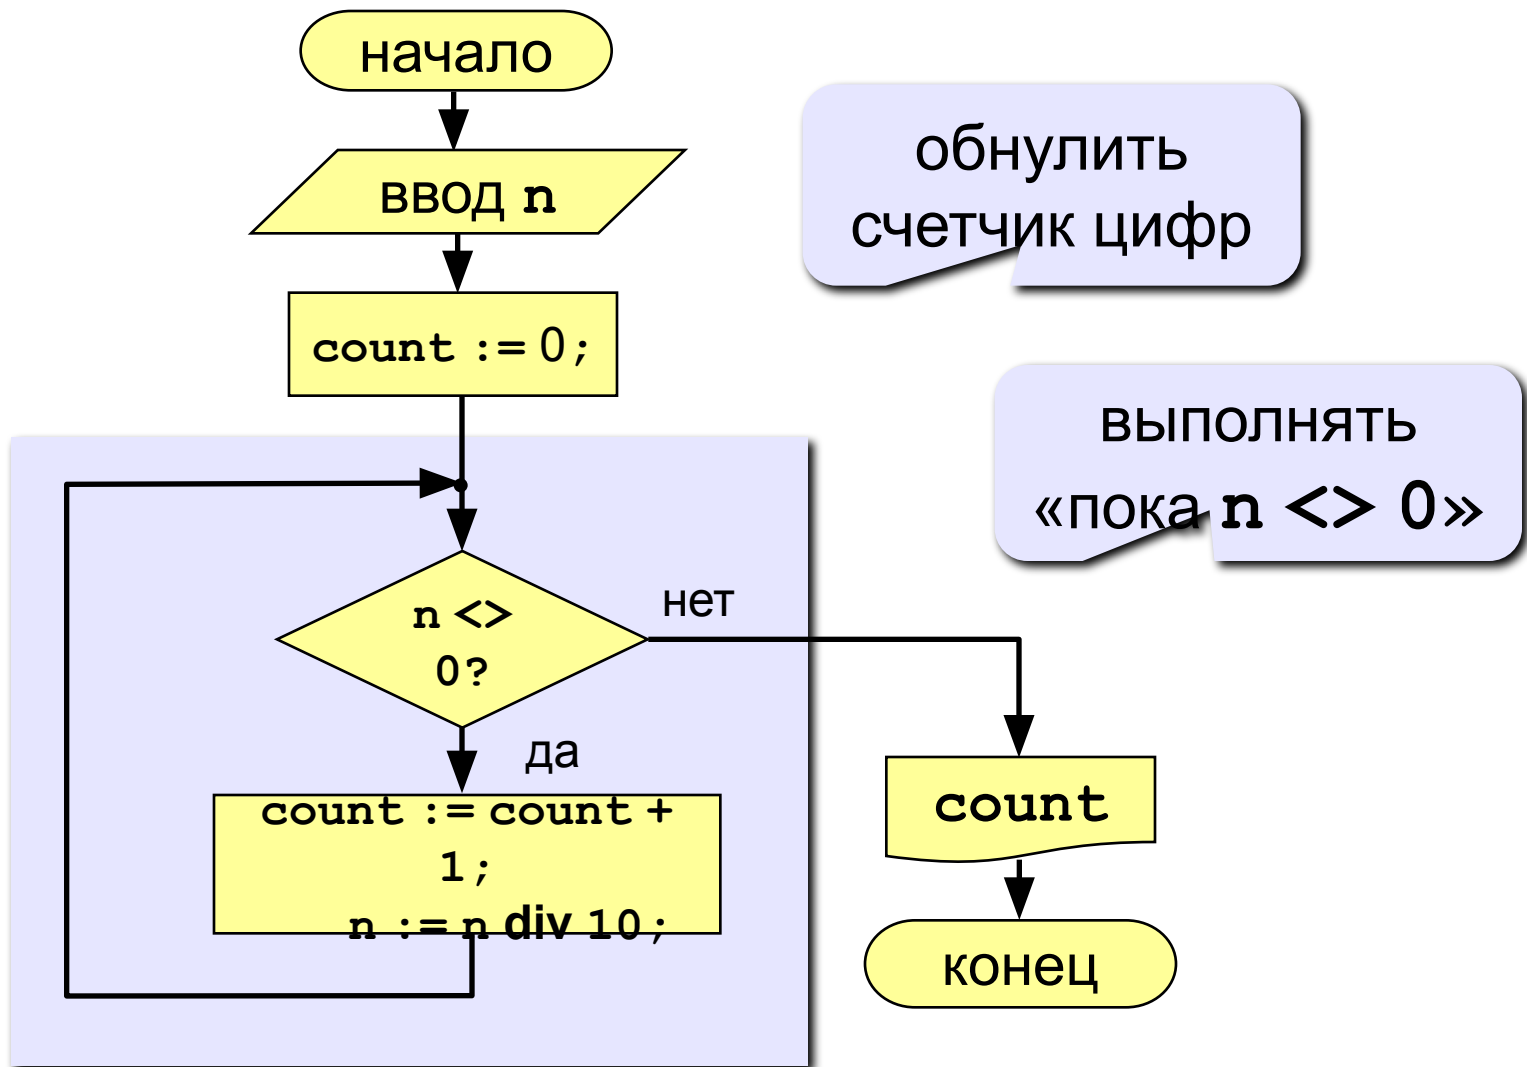 начало
ввод n
count := 0;
обнулить
счетчик цифр
выполнять
«пока n <> 0»
n <>
0?
нет
да
count := count +
1;
n := n div 10;
count
конец